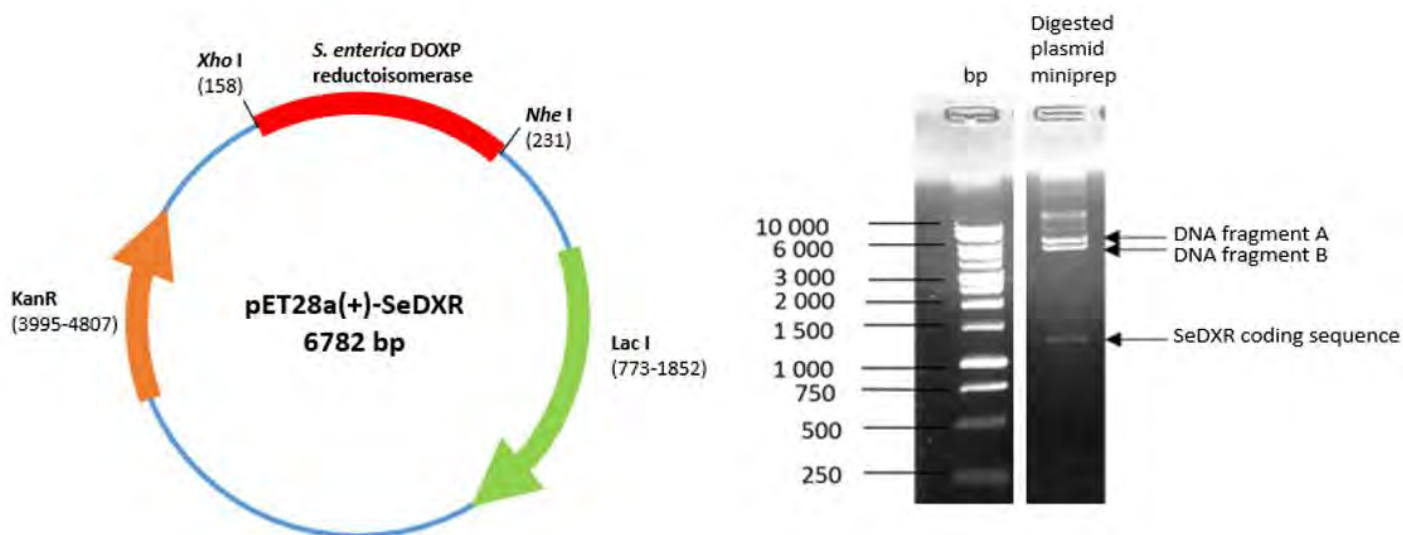 S. enterica DOXP
reductoisomerase
Xho I
(158)
Nhe I
(231)
KanR
(3995-4807)
pET28a(+)-SeDXR
6782 bp
Lac I
(773-1852)
bp
Digested
plasmid
miniprep
10 000
6 000
3 000
2 000
1 500
1 000
750
500
250
DNA fragment A
DNA fragment B
SeDXR coding sequence